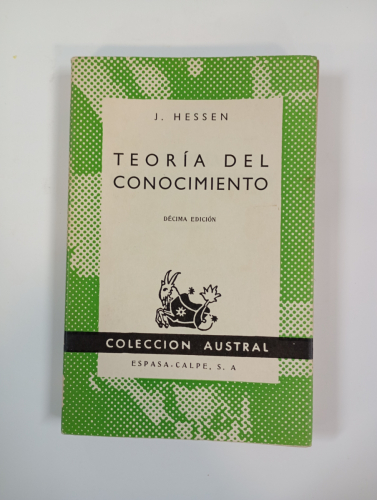 J. HESSEN
TEORÍA DEL
CONOCIMIENTO
DÉCIMA EDICIÓN
COLECCION AUSTRAL
ESPASA-CALPE, S. A